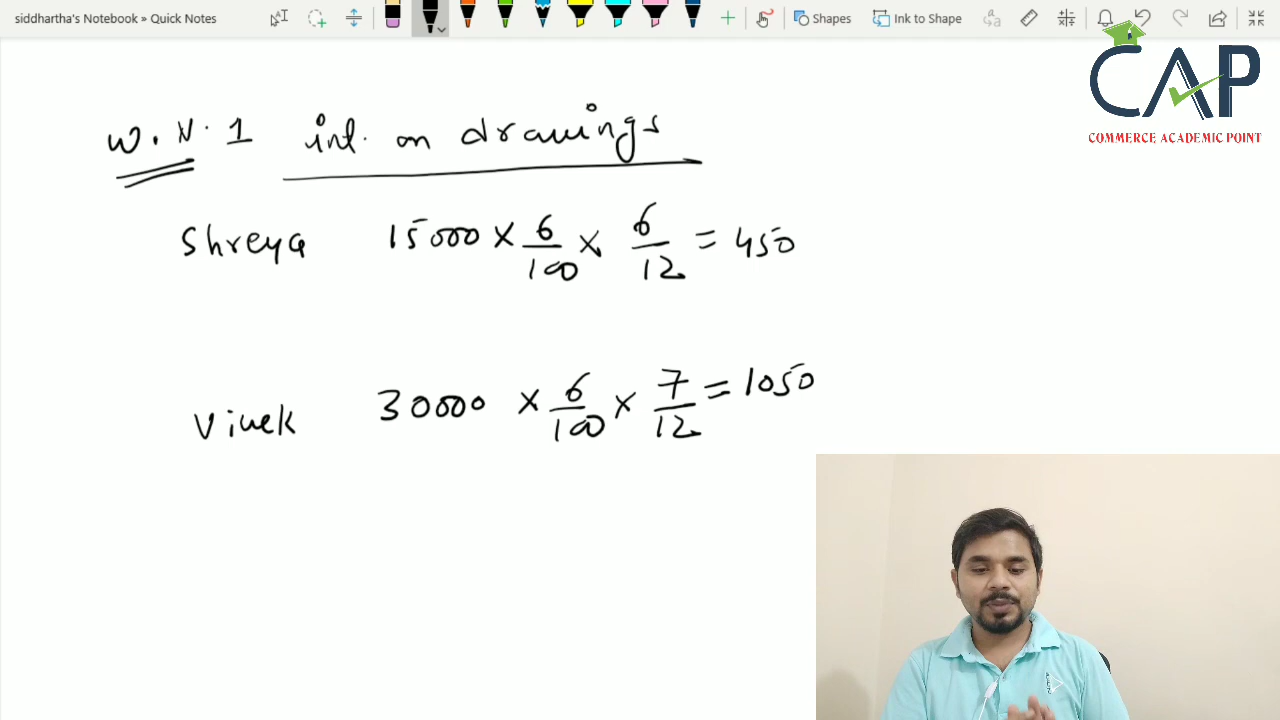 siddhartha's Notebook » Quick Notes
Shapes
Ink to Shape
CAP
COMMERCE ACADEMIC POINT
W.N.1 int. on drawings
Shreya 15000 × 6/100 × 6/12 = 450
Vivek 30000 × 6/100 × 7/12 = 1050